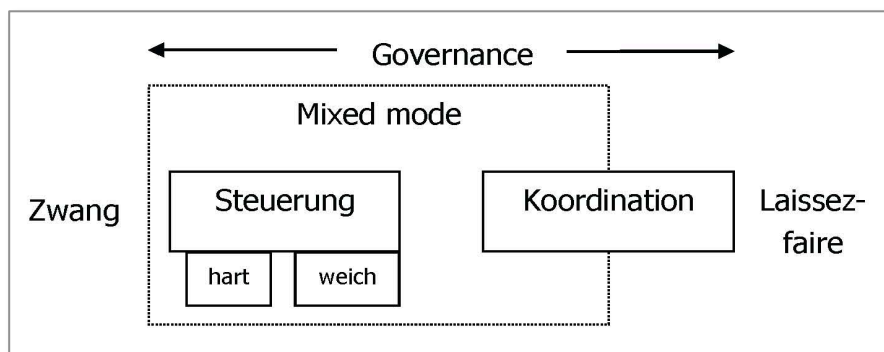 Governance
Mixed mode
Zwang
Steuerung
Koordination
Laissez-
faire
hart
weich